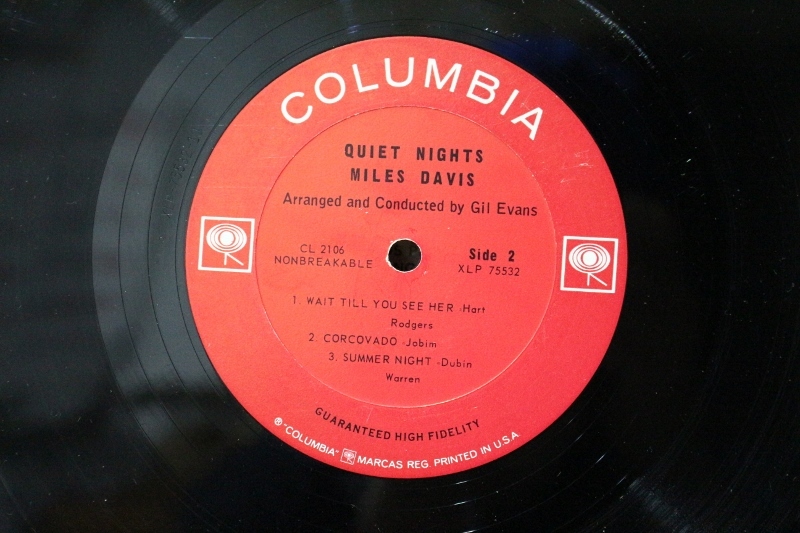 COLUMBIA
QUIET NIGHTS
MILES DAVIS
Arranged and Conducted by Gil Evans
CL 2106
NONBREAKABLE
Side 2
XLP 75532
1. WAIT TILL YOU SEE HER -Hart
Rodgers
2. CORCOVADO -Jobim
3. SUMMER NIGHT -Dubin
Warren
GUARANTEED HIGH FIDELITY
® "COLUMBIA" MARCAS REG. PRINTED IN U.S.A.